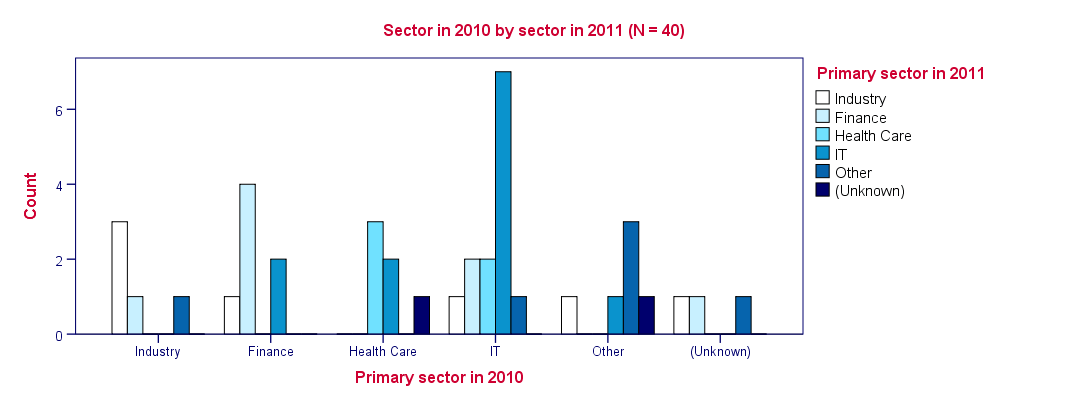 Sector in 2010 by sector in 2011 (N = 40)
Primary sector in 2011
Industry
Finance
Health Care
IT
Other
(Unknown)
Count
6
4
2
0
Industry Finance Health Care IT Other (Unknown)
Primary sector in 2010